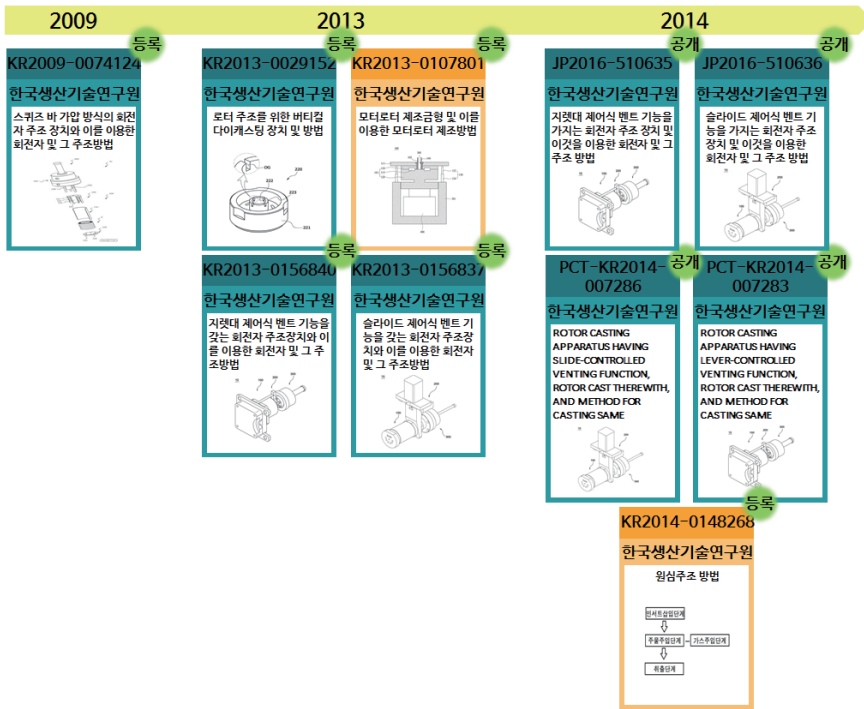 2009
2013
2014
등록
KR2009-0074124
한국생산기술연구원
스퀴즈 바 가압 방식의 회전
자 주조 장치와 이를 이용한
회전자 및 그 주조방법
등록
KR2013-0029152
한국생산기술연구원
로터 주조를 위한 버티컬
다이캐스팅 장치 및 방법
220
222
223
221
등록
KR2013-0107801
한국생산기술연구원
모터로터 제조금형 및 이를
이용한 모터로터 제조방법
공개
JP2016-510635
한국생산기술연구원
지렛대 제어식 벤트 기능을
가지는 회전자 주조 장치 및
이것을 이용한 회전자 및 그
주조 방법
공개
JP2016-510636
한국생산기술연구원
슬라이드 제어식 벤트 기
능을 가지는 회전자 주조
장치 및 이것을 이용한
회전자 및 그 주조방법
등록
KR2013-0156840
한국생산기술연구원
지렛대 제어식 벤트 기능을
갖는 회전자 주조장치와 이
를 이용한 회전자 및 그 주
조방법
등록
KR2013-0156837
한국생산기술연구원
슬라이드 제어식 벤트 기
능을 갖는 회전자 주조장
치와 이를 이용한 회전자
및 그 주조방법
공개
PCT-KR2014-
007286
한국생산기술연구원
ROTOR CASTING
APPARATUS HAVING
SLIDE-CONTROLLED
VENTING FUNCTION,
ROTOR CAST THEREWITH,
AND METHOD FOR
CASTING SAME
공개
PCT-KR2014-
007283
한국생산기술연구원
ROTOR CASTING
APPARATUS HAVING
LEVER-CONTROLLED
VENTING FUNCTION,
ROTOR CAST THEREWITH,
AND METHOD FOR
CASTING SAME
등록
KR2014-0148268
한국생산기술연구원
원심주조 방법
인서트삽입단계
주물주입단계
가스주입단계
취출단계